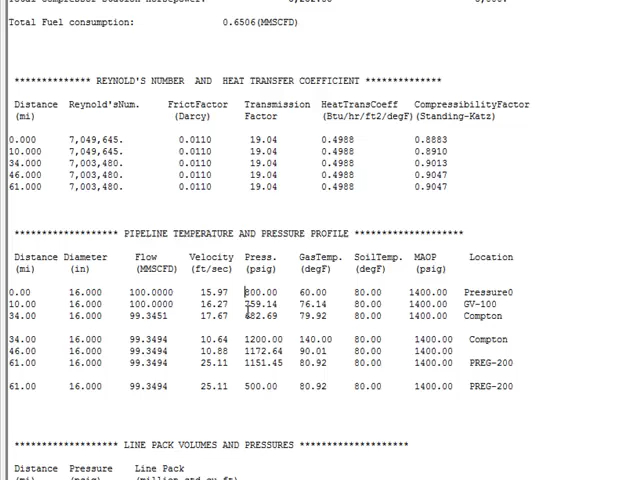 Total Fuel consumption: 0.6506(MMSCFD)
************** REYNOLD'S NUMBER AND HEAT TRANSFER COEFFICIENT **************
Distance Reynold'sNum. FrictFactor Transmission HeatTransCoeff CompressibilityFactor
(mi) (Darcy) Factor (Btu/hr/ft2/degF) (Standing-Katz)
0.000 7,049,645. 0.0110 19.04 0.4988 0.8883
10.000 7,049,645. 0.0110 19.04 0.4988 0.8910
34.000 7,003,480. 0.0110 19.04 0.4988 0.9013
46.000 7,003,480. 0.0110 19.04 0.4988 0.9047
61.000 7,003,480. 0.0110 19.04 0.4988 0.9047
****************** PIPELINE TEMPERATURE AND PRESSURE PROFILE ********************
Distance Diameter Flow Velocity Press. GasTemp. SoilTemp. MAOP Location
(mi) (in) (MMSCFD) (ft/sec) (psig) (degF) (degF) (psig)
0.00 16.000 100.0000 15.97 800.00 60.00 80.00 1400.00 Pressure0
10.00 16.000 100.0000 16.27 759.14 76.14 80.00 1400.00 GV-100
34.00 16.000 99.3451 17.67 682.69 79.92 80.00 1400.00 Compton
34.00 16.000 99.3494 10.64 1200.00 140.00 80.00 1400.00 Compton
46.00 16.000 99.3494 10.88 1172.64 90.01 80.00 1400.00
61.00 16.000 99.3494 25.11 1151.45 80.92 80.00 1400.00 PREG-200
61.00 16.000 99.3494 25.11 500.00 80.92 80.00 1400.00 PREG-200
******************* LINE PACK VOLUMES AND PRESSURES ********************
Distance Pressure Line Pack